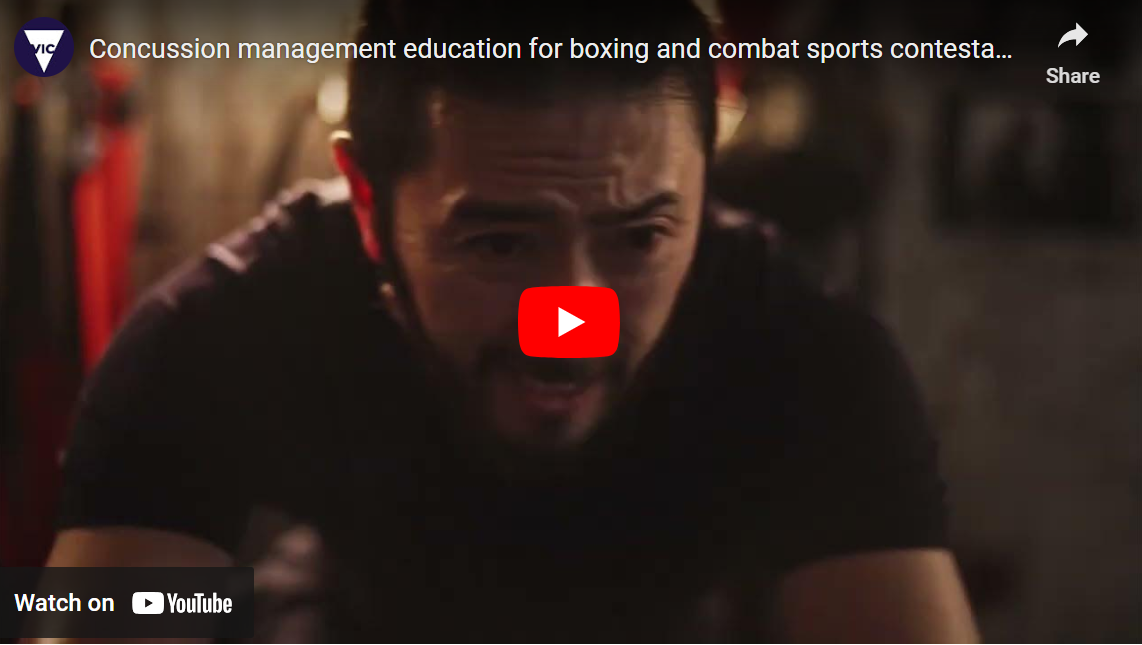 VIC
Concussion management education for boxing and combat sports contesta...
Share
Watch on YouTube